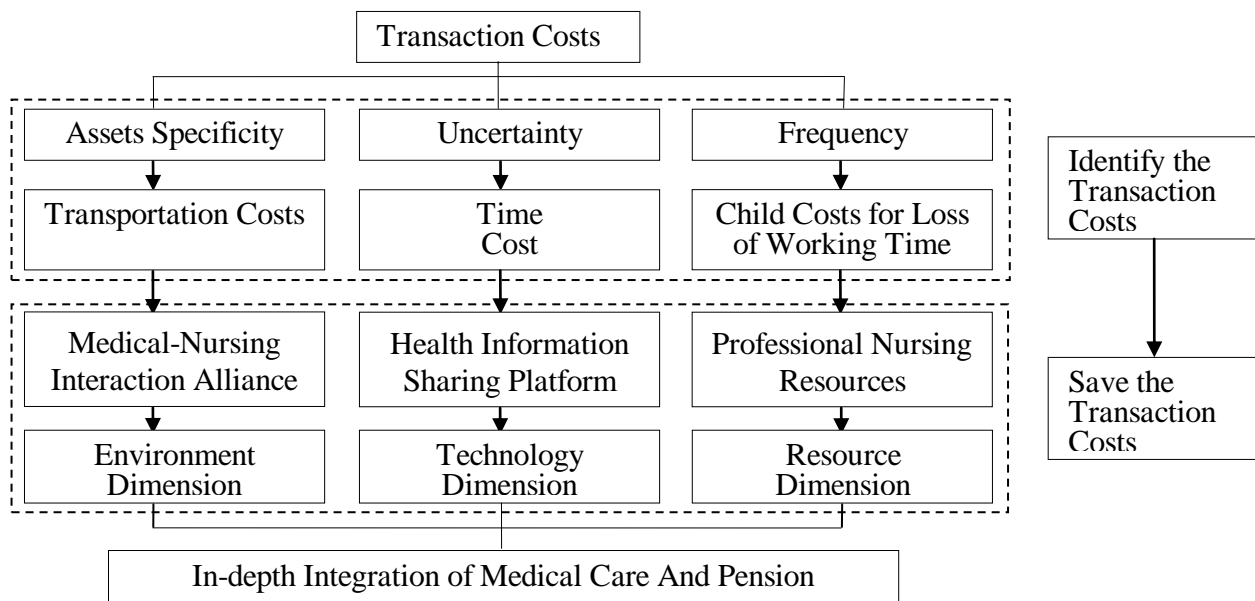 Transaction Costs
Assets Specificity
Uncertainty
Frequency
Transportation Costs
Time
Cost
Child Costs for Loss
of Working Time
Identify the
Transaction
Costs
Medical-Nursing
Interaction Alliance
Health Information
Sharing Platform
Professional Nursing
Resources
Save the
Transaction
Costs
Environment
Dimension
Technology
Dimension
Resource
Dimension
In-depth Integration of Medical Care And Pension